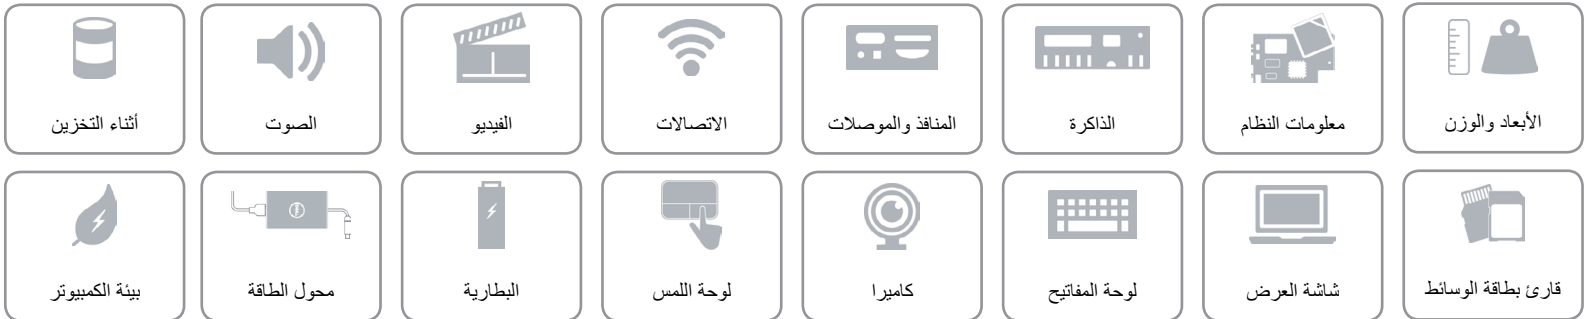 الأبعاد والوزن
معلومات النظام
الذاكرة
المنافذ والموصلات
الاتصالات
الفيديو
الصوت
أثناء التخزين
قارئ بطاقة الوسائط
شاشة العرض
لوحة المفاتيح
كاميرا
لوحة اللمس
البطارية
محول الطاقة
بيئة الكمبيوتر